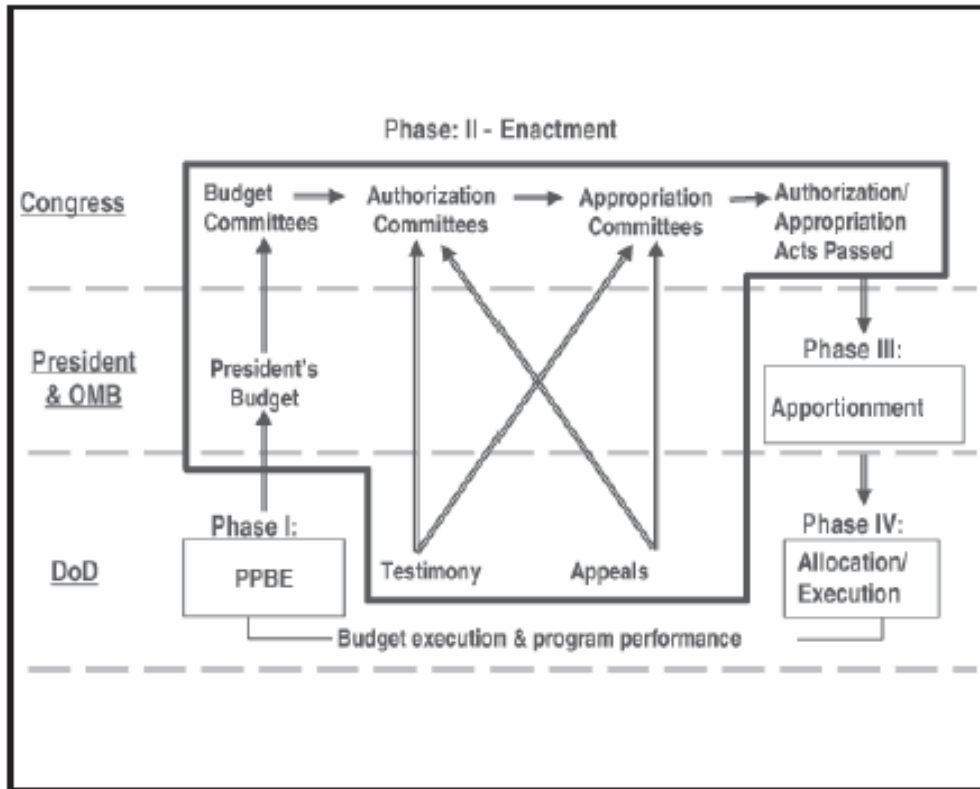 Phase: II - Enactment
Congress
Budget
Committees
Authorization
Committees
Appropriation
Committees
Authorization/
Appropriation
Acts Passed
President
& OMB
President's
Budget
Phase III:
Apportionment
DoD
Phase I:
PPBE
Testimony
Appeals
Phase IV:
Allocation/
Execution
Budget execution & program performance